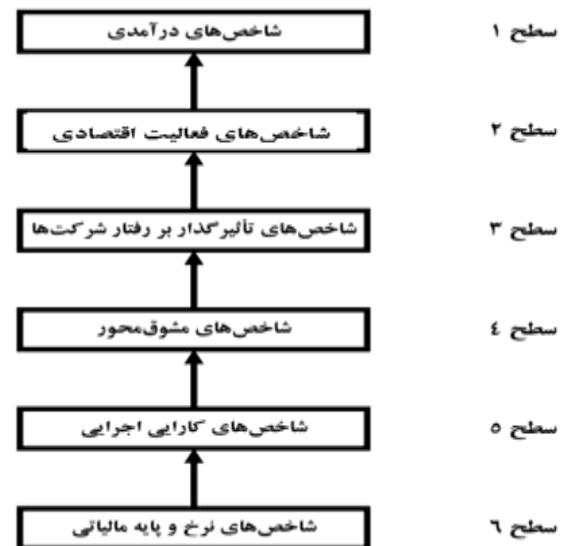 سطح ۱ شاخص‌های درآمدی
سطح ۲ شاخص‌های فعالیت اقتصادی
سطح ۳ شاخص‌های تأثیرگذار بر رفتار شرکت‌ها
سطح ٤ شاخص‌های مشوق‌محور
سطح ٥ شاخص‌های کارایی اجرایی
سطح ٦ شاخص‌های نرخ و پایه مالیاتی